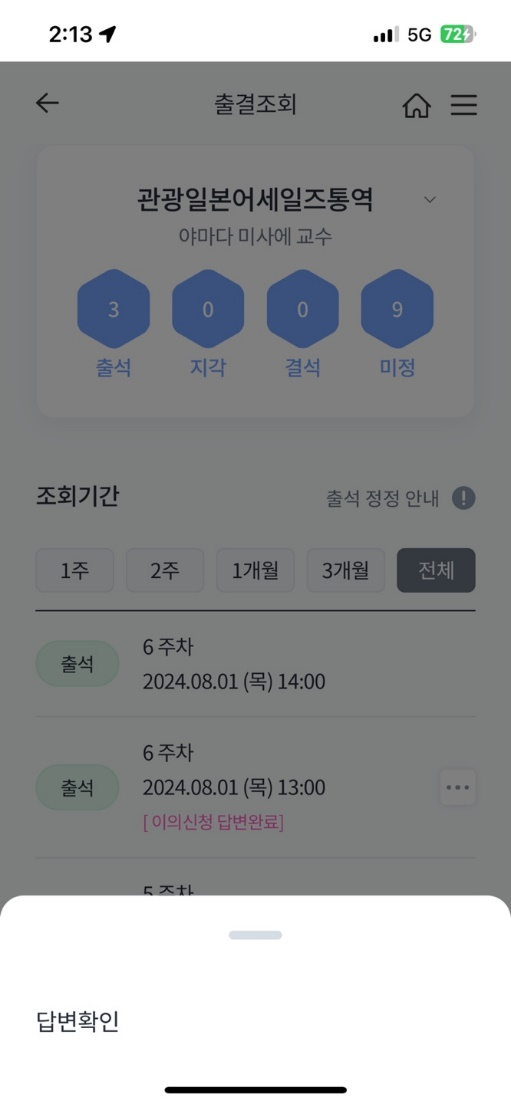 2:13
5G 72
출결조회
관광일본어세일즈통역
야마다 미사에 교수
3 0 0 9
출석 지각 결석 미정
조회기간 출석 정정 안내 !
1주 2주 1개월 3개월 전체
6 주차
출석
2024.08.01 (목) 14:00
6 주차
출석
2024.08.01 (목) 13:00
[ 이의신청 답변완료]
5 주차
답변확인